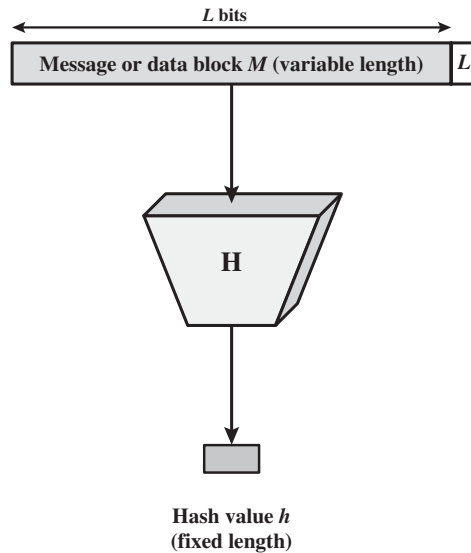 L bits
Message or data block M (variable length)
L
H
Hash value h
(fixed length)